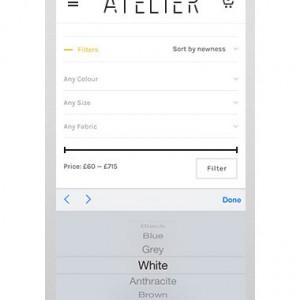 ATELIER
Filters
Sort by newness
Any Colour
Any Size
Any Fabric
Price: £60 — £715
Filter
Done
Blue
Grey
White
Anthracite
Brown